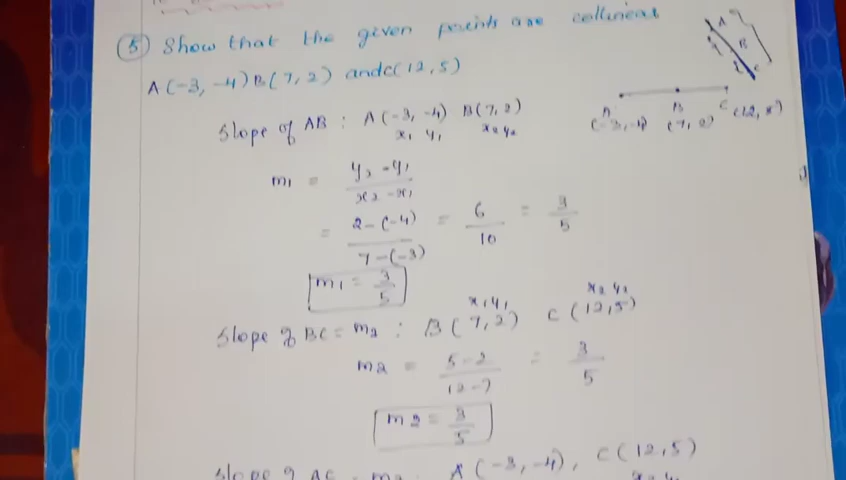 5 Show that the given points are collinear
A(-3, -4) B(7, 2) and C(12, 5)
A
B
C
A B C
(-3, -4) (7, 2) (12, 5)
Slope of AB : A(-3, -4) B(7, 2)
x₁ y₁ x₂ y₂
m₁ = y₂ - y₁ / x₂ - x₁
= 2-(-4) / 7-(-3) = 6/10 = 3/5
m₁ = 3/5
x₁ y₁ x₂ y₂
Slope of BC = m₂ : B(7, 2) C(12, 5)
m₂ = 5-2 / 12-7 = 3/5
m₂ = 3/5
Slope of AC = m₃ : A(-3, -4), C(12, 5)